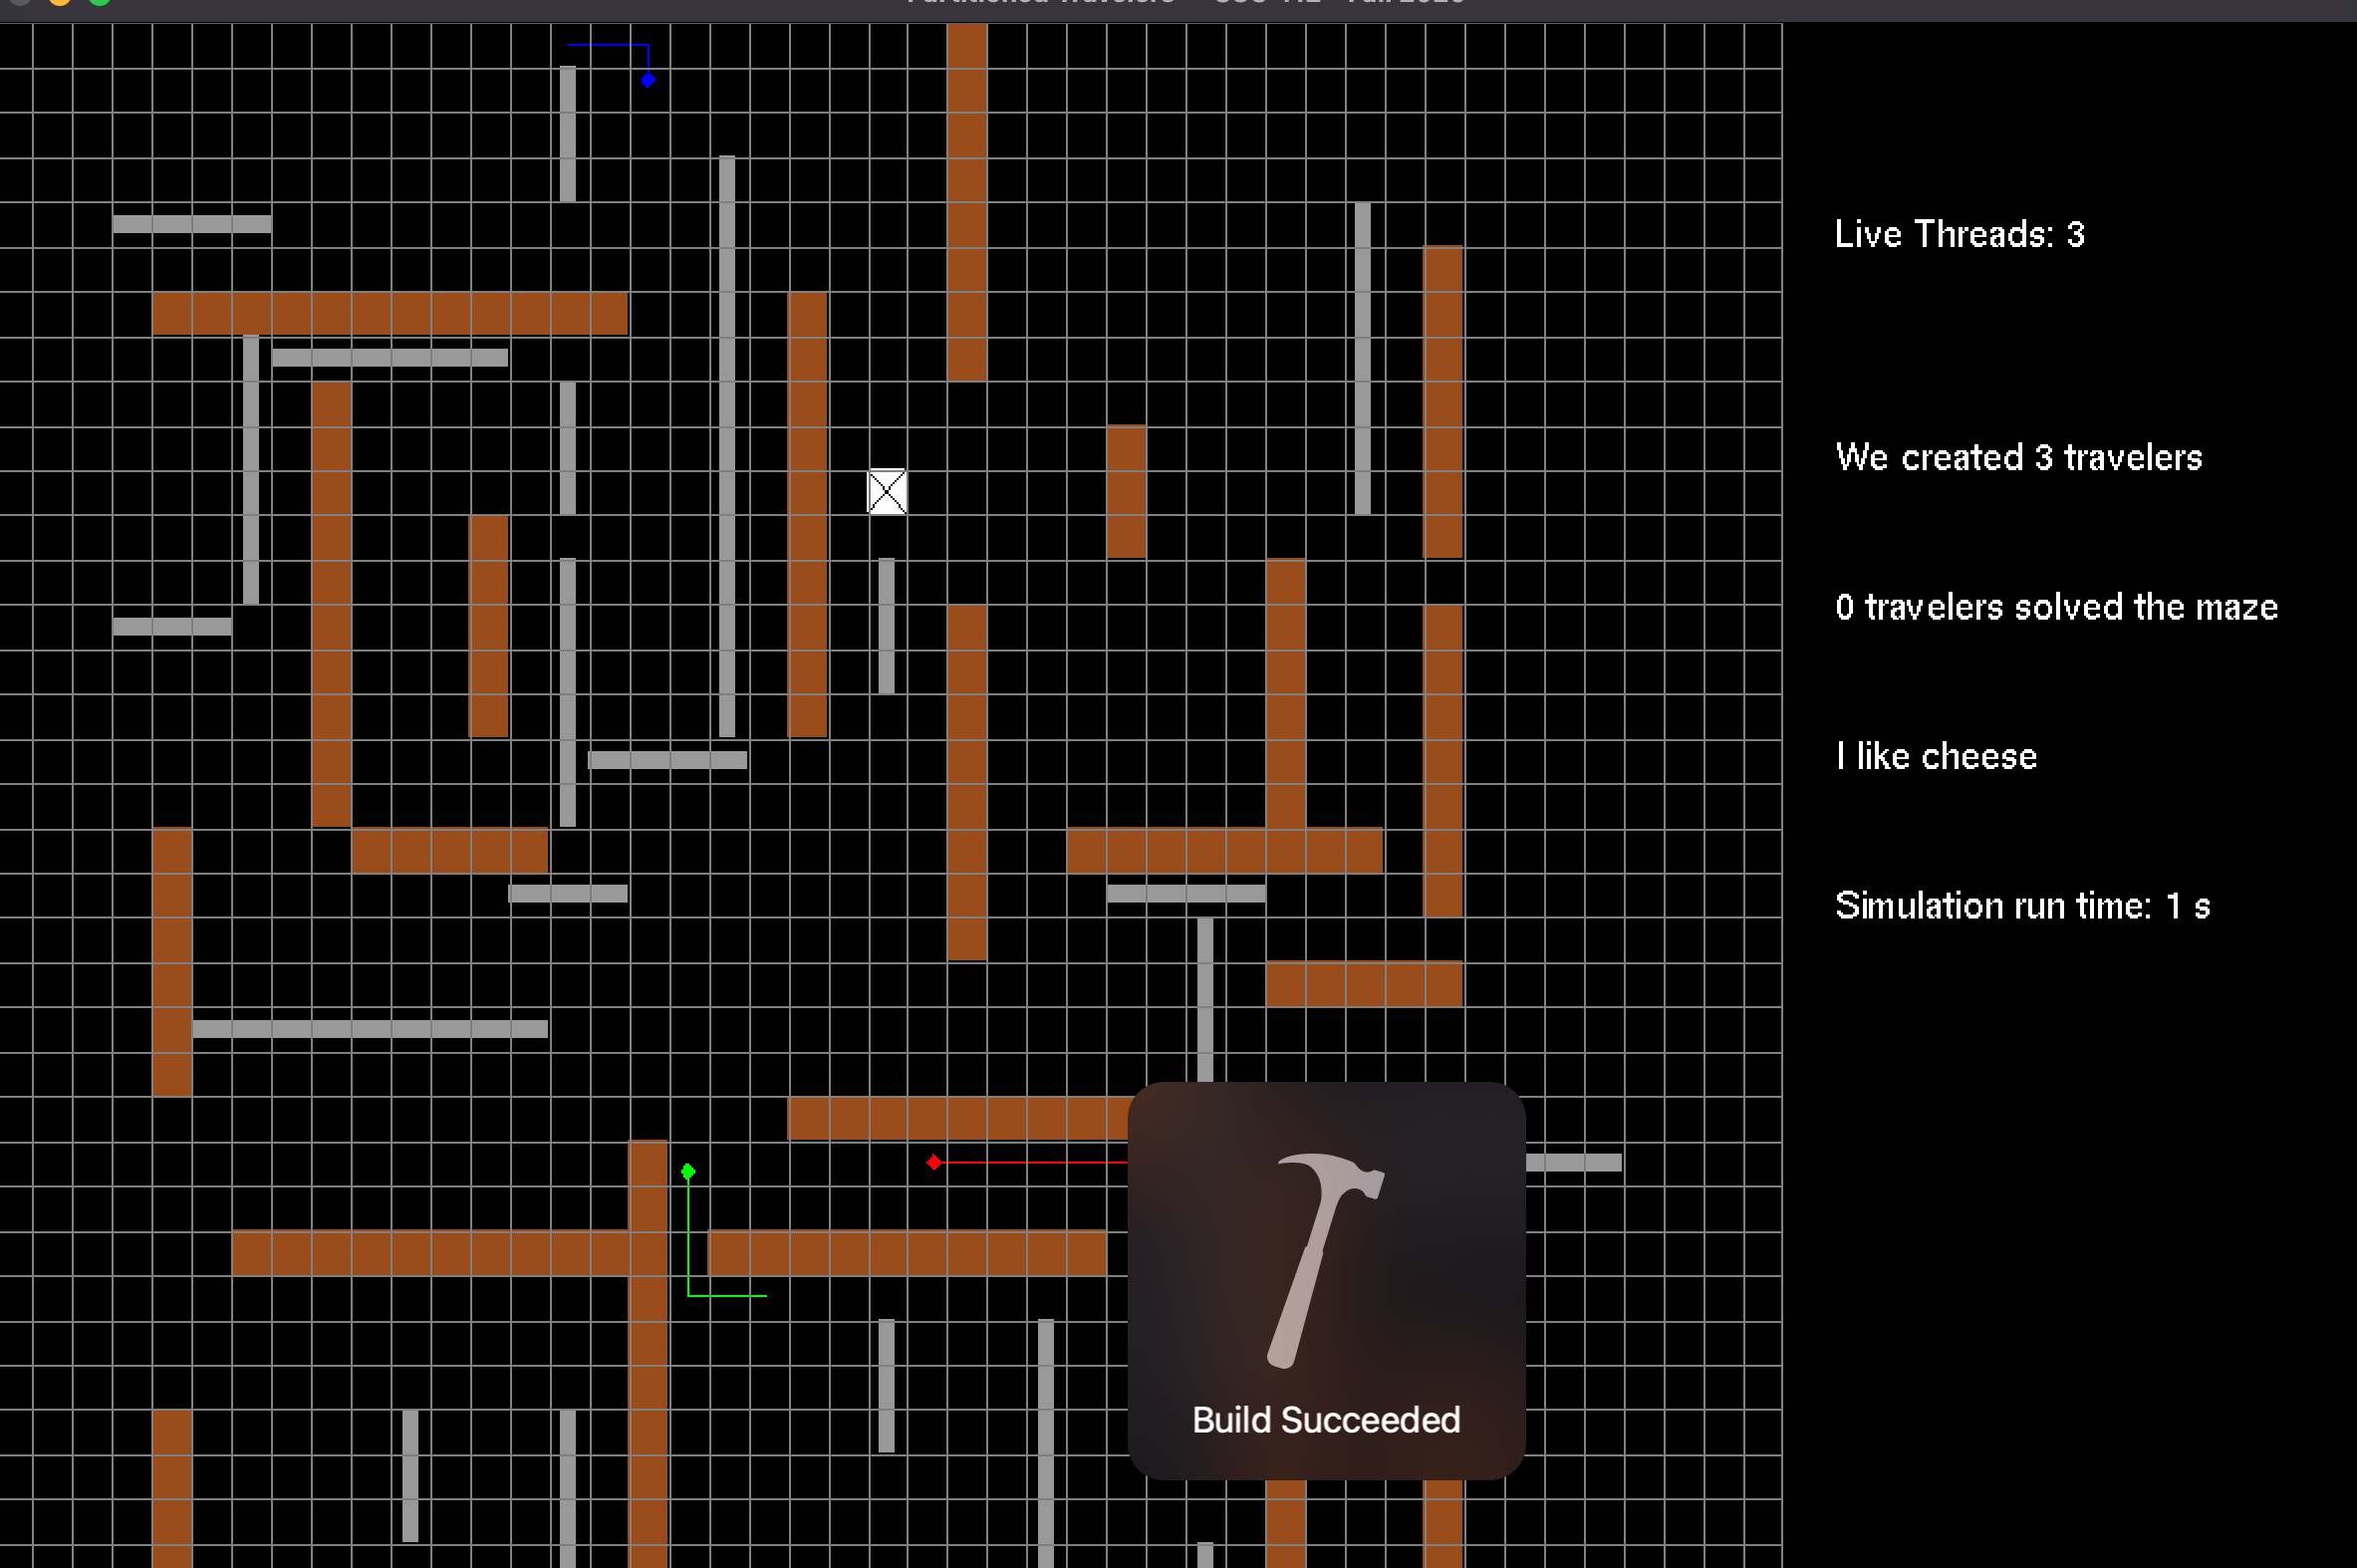 Live Threads: 3
We created 3 travelers
0 travelers solved the maze
I like cheese
Simulation run time: 1 s
Build Succeeded